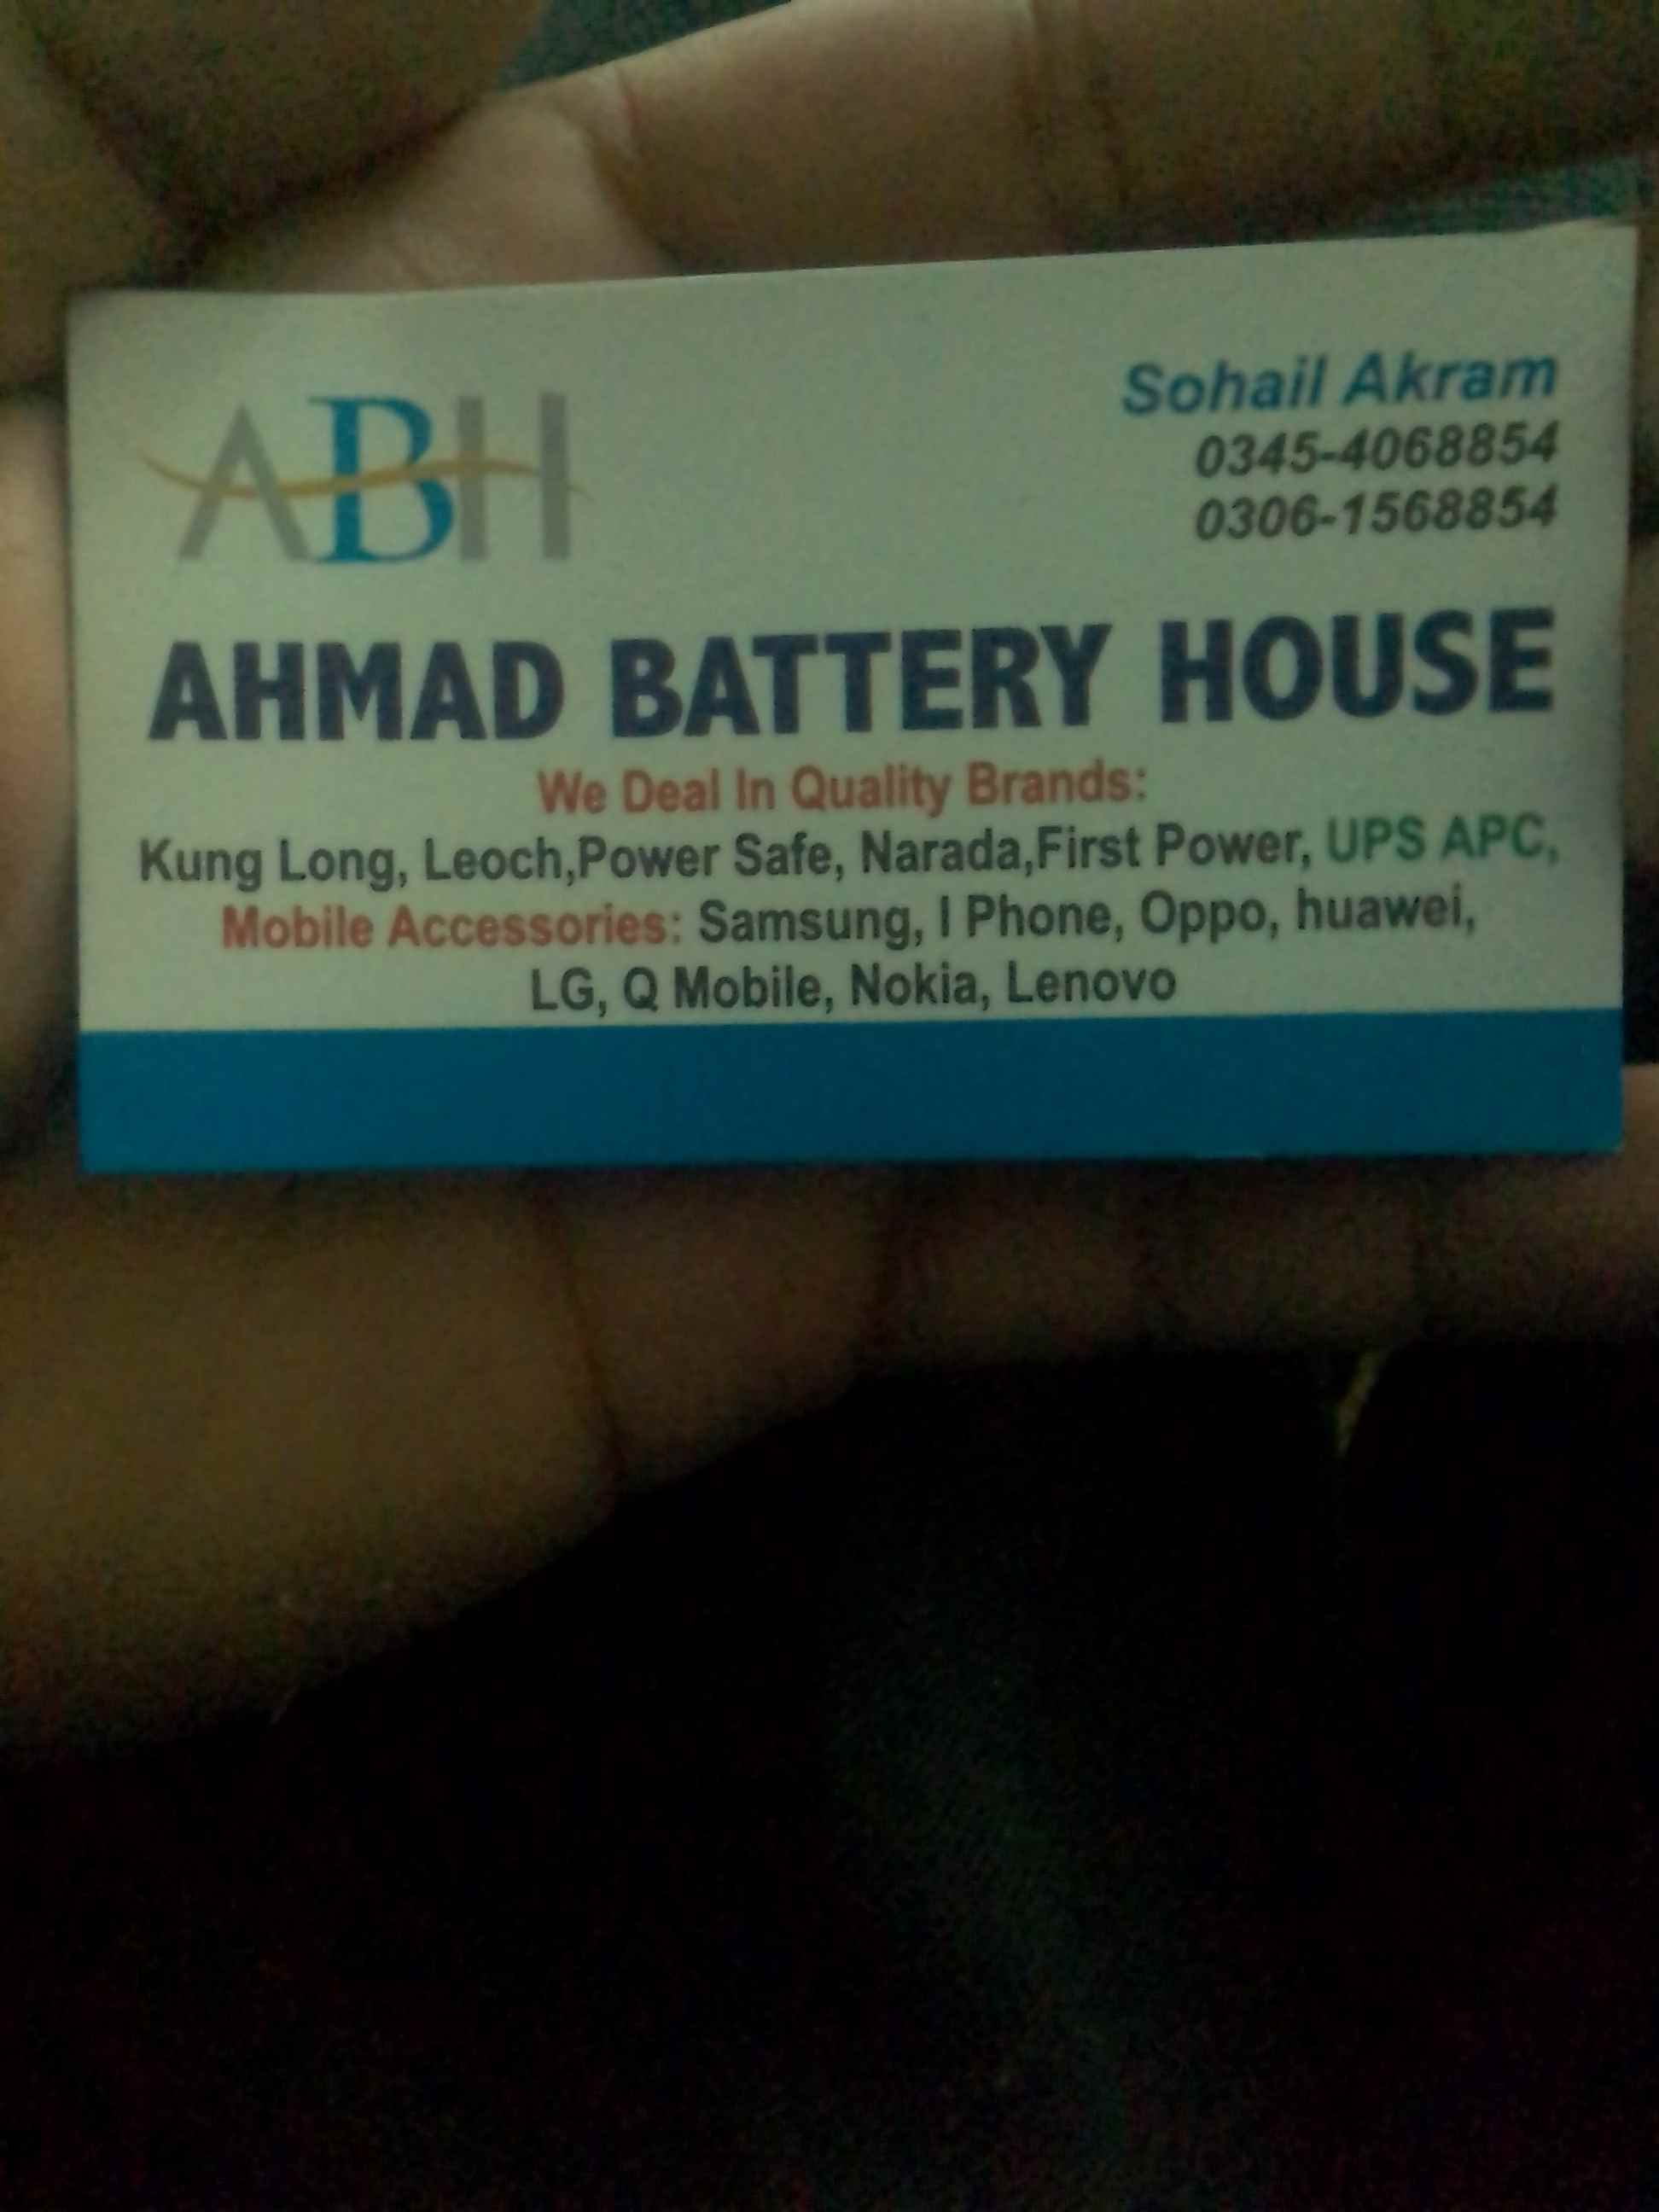 ABH
Sohail Akram
0345-4068854
0306-1568854
AHMAD BATTERY HOUSE
We Deal In Quality Brands:
Kung Long, Leoch,Power Safe, Narada,First Power, UPS APC,
Mobile Accessories: Samsung, I Phone, Oppo, huawei,
LG, Q Mobile, Nokia, Lenovo